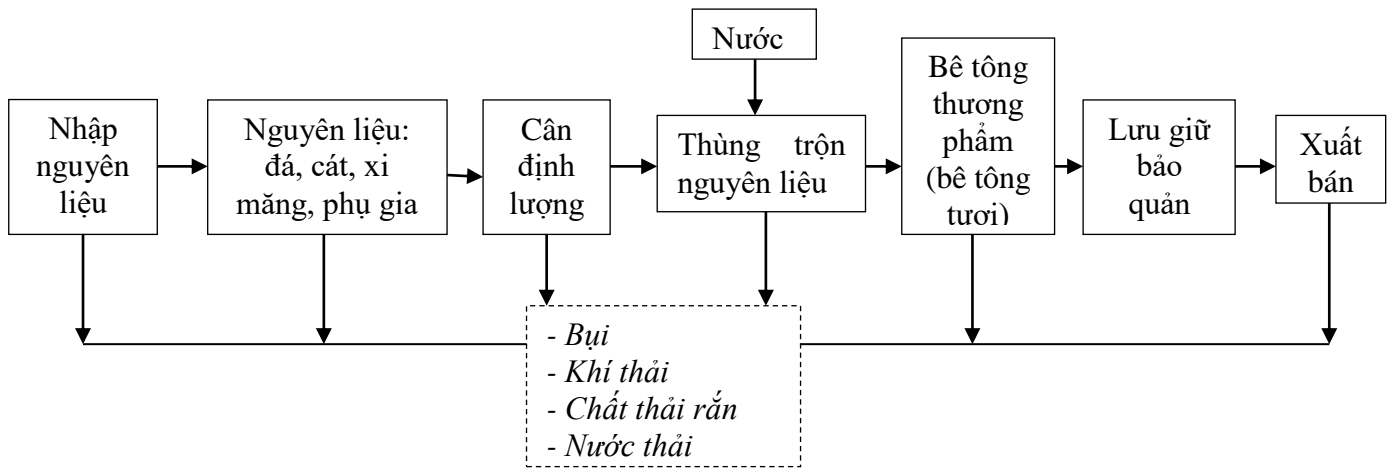 Nước
Nhập
nguyên
liệu
Nguyên liệu:
đá, cát, xi
măng, phụ gia
Cân
định
lượng
Thùng trộn
nguyên liệu
Bê tông
thương
phẩm
(bê tông
tươi)
Lưu giữ
bảo
quản
Xuất
bán
- Bụi
- Khí thải
- Chất thải rắn
- Nước thải